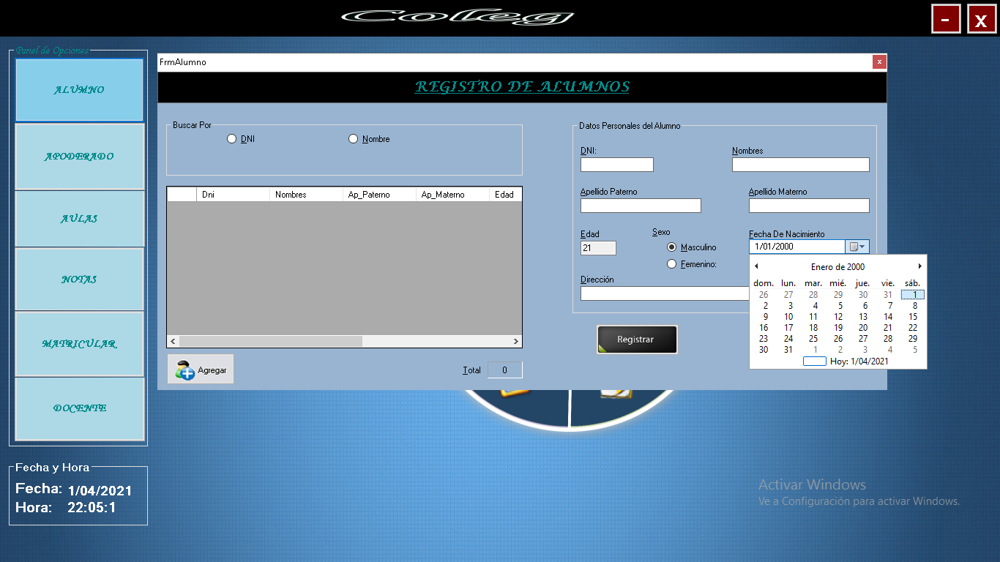 Coleg
-
x
Panel de Opciones
ALUMNO
APODERADO
AULAS
NOTAS
MATRICULAR
DOCENTE
Fecha y Hora
Fecha: 1/04/2021
Hora: 22:05:1
FrmAlumno
x
REGISTRO DE ALUMNOS
Buscar Por
DNI Nombre
Dni Nombres Ap_Paterno Ap_Materno Edad
Agregar
Total 0
Datos Personales del Alumno
DNI: Nombres
Apellido Paterno Apellido Materno
Edad Sexo Fecha De Nacimiento
21 Masculino 1/01/2000
Femenino:
Dirección
Registrar
Enero de 2000
dom. lun. mar. mié. jue. vie. sáb.
26 27 28 29 30 31 1
2 3 4 5 6 7 8
9 10 11 12 13 14 15
16 17 18 19 20 21 22
23 24 25 26 27 28 29
30 31 1 2 3 4 5
Hoy: 1/04/2021
Activar Windows
Ve a Configuración para activar Windows.